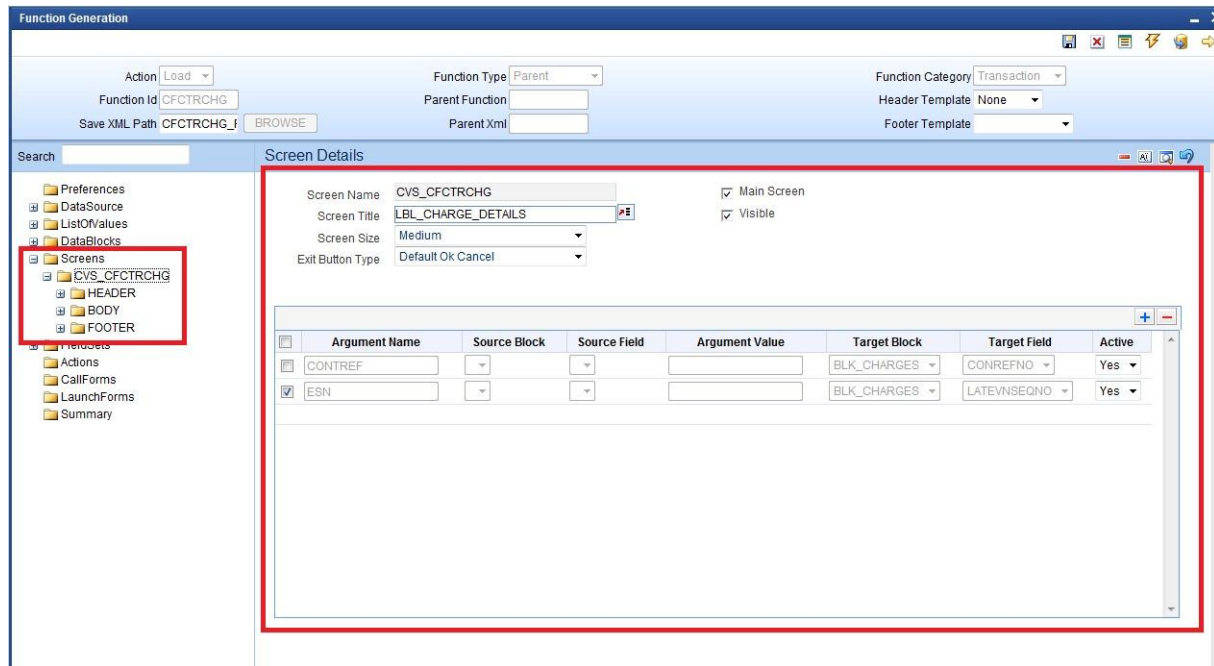 Function Generation
Action Load
Function Type Parent
Function Category Transaction
Function Id CFCTRCHG
Parent Function
Header Template None
Save XML Path CFCTRCHG_F BROWSE
Parent Xml
Footer Template
Search
Screen Details
Preferences
DataSource
ListOfValues
DataBlocks
Screens
CVS_CFCTRCHG
HEADER
BODY
FOOTER
FieldSets
Actions
CallForms
LaunchForms
Summary
Screen Name CVS_CFCTRCHG
Main Screen
Screen Title LBL_CHARGE_DETAILS
Visible
Screen Size Medium
Exit Button Type Default Ok Cancel
Argument Name Source Block Source Field Argument Value Target Block Target Field Active
CONTREF BLK_CHARGES CONREFNO Yes
ESN BLK_CHARGES LATEVNSEQNO Yes